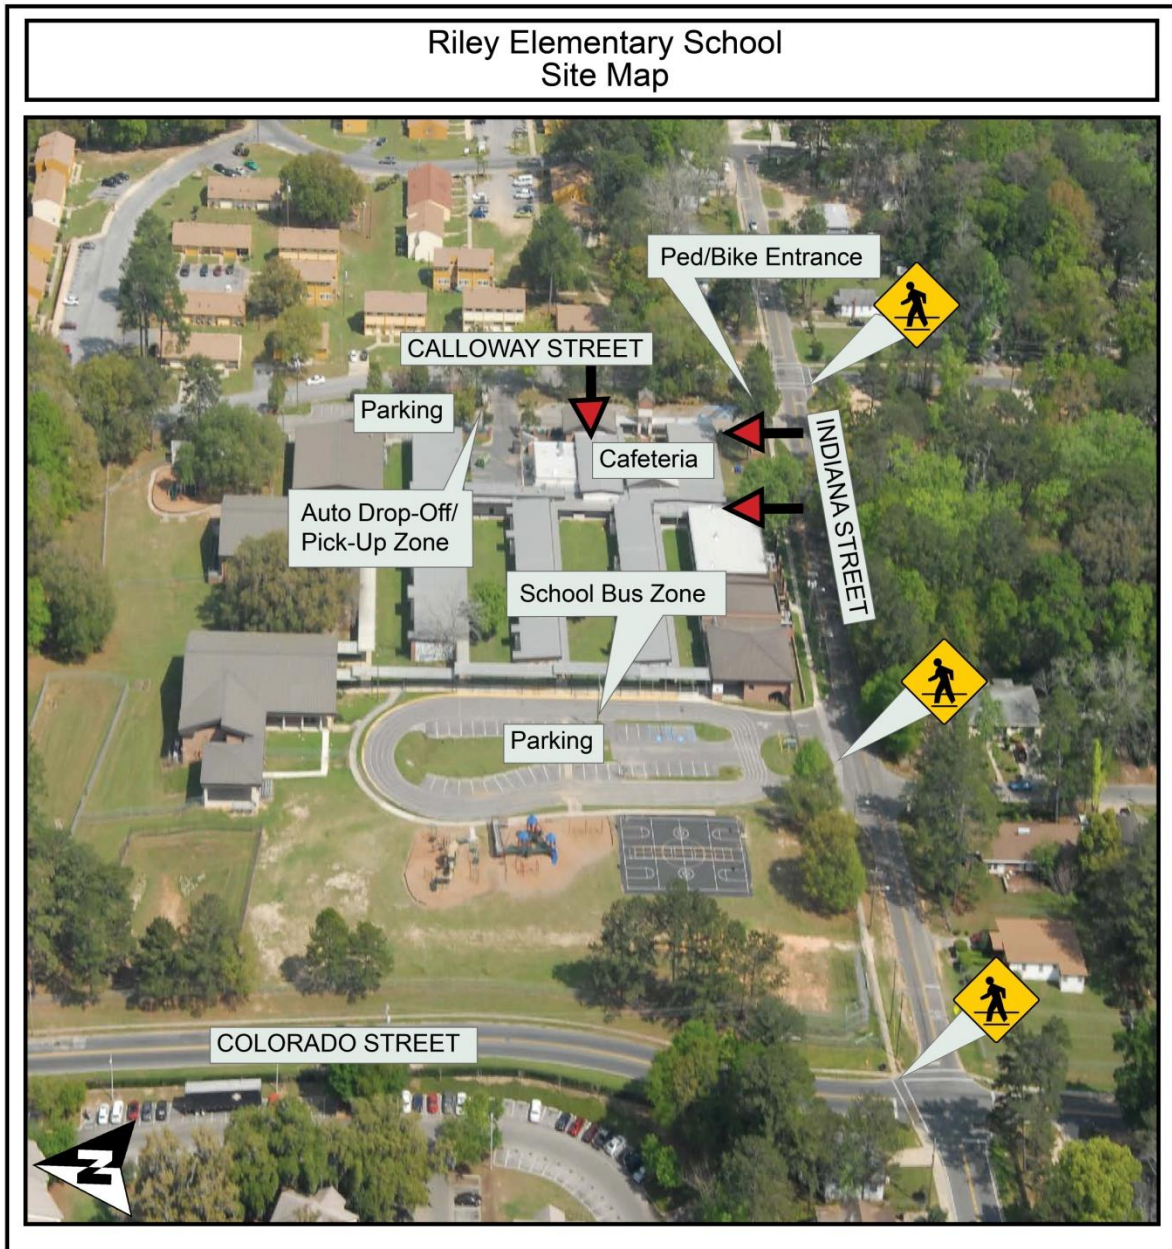 Riley Elementary School
Site Map
Ped/Bike Entrance
CALLOWAY STREET
Parking
Cafeteria
INDIANA STREET
Auto Drop-Off/
Pick-Up Zone
School Bus Zone
Parking
COLORADO STREET
N